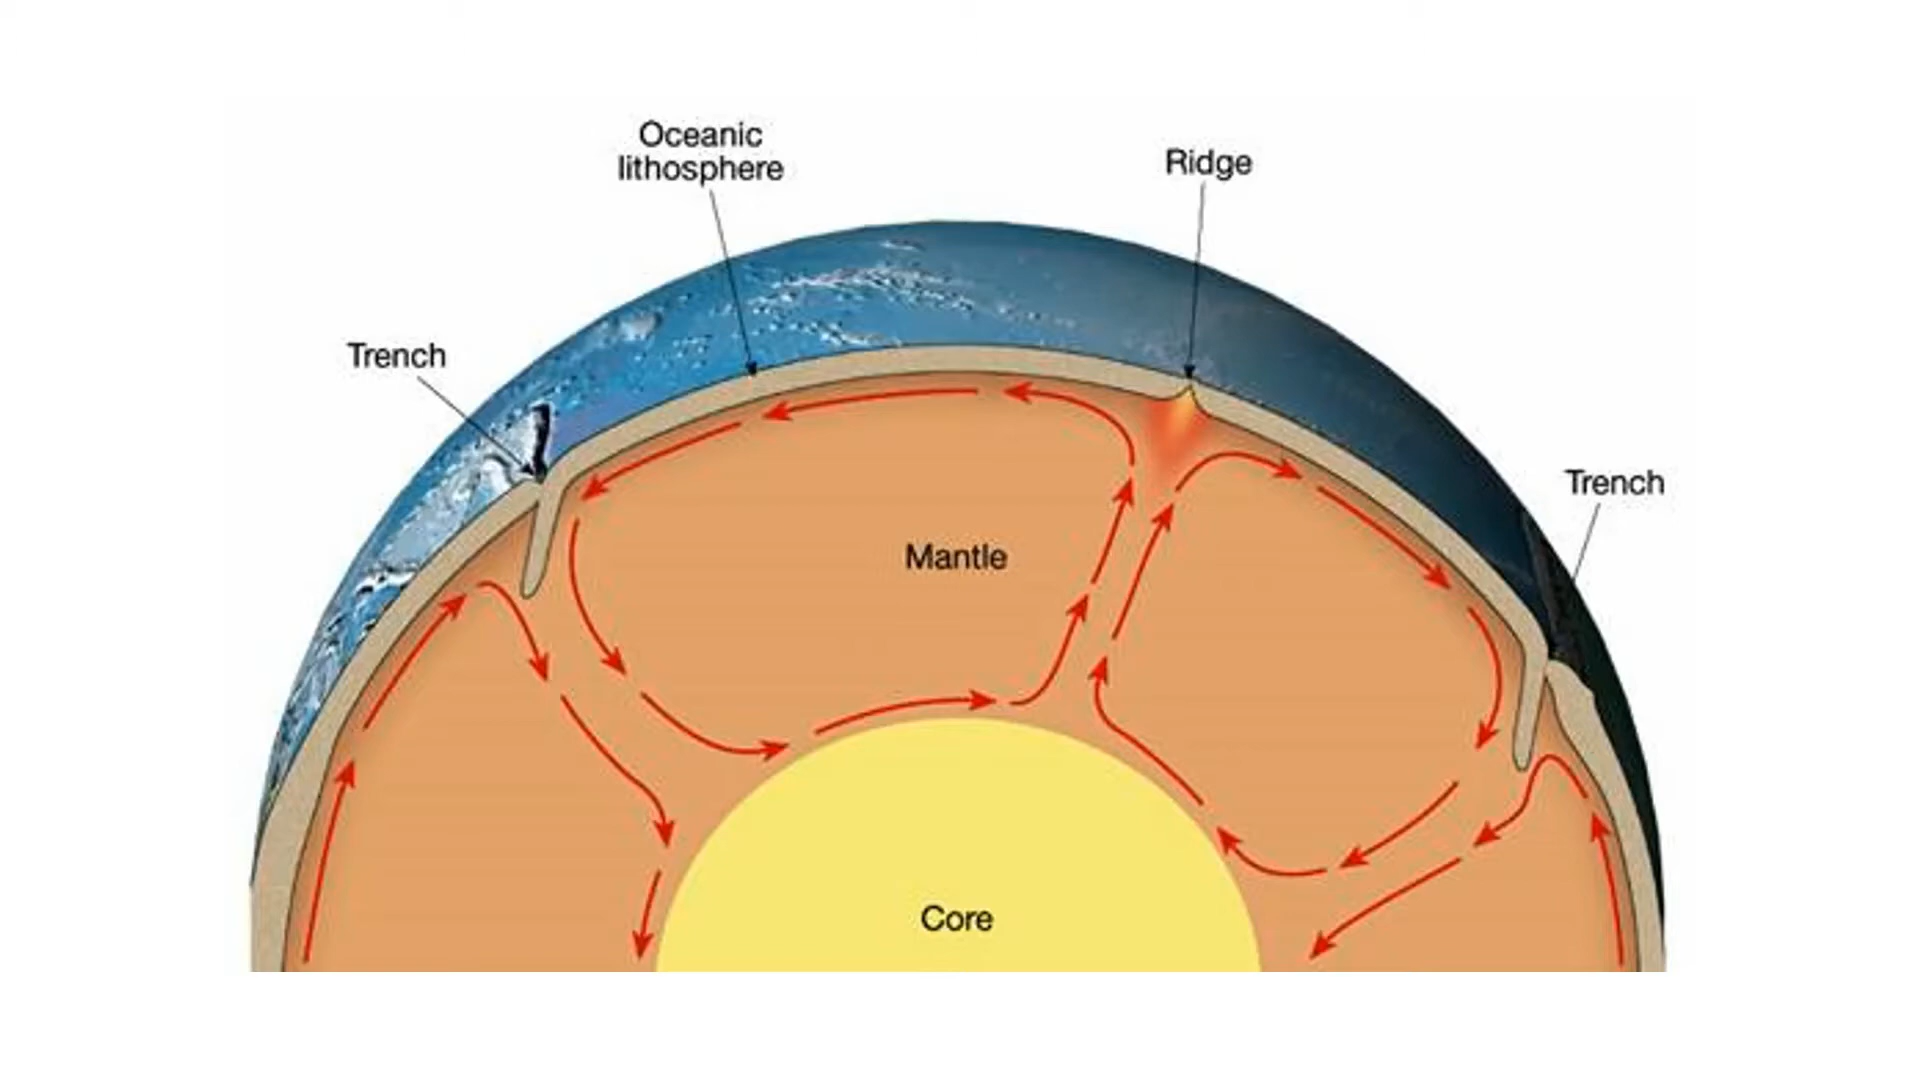 Oceanic
lithosphere
Ridge
Trench
Trench
Mantle
Core